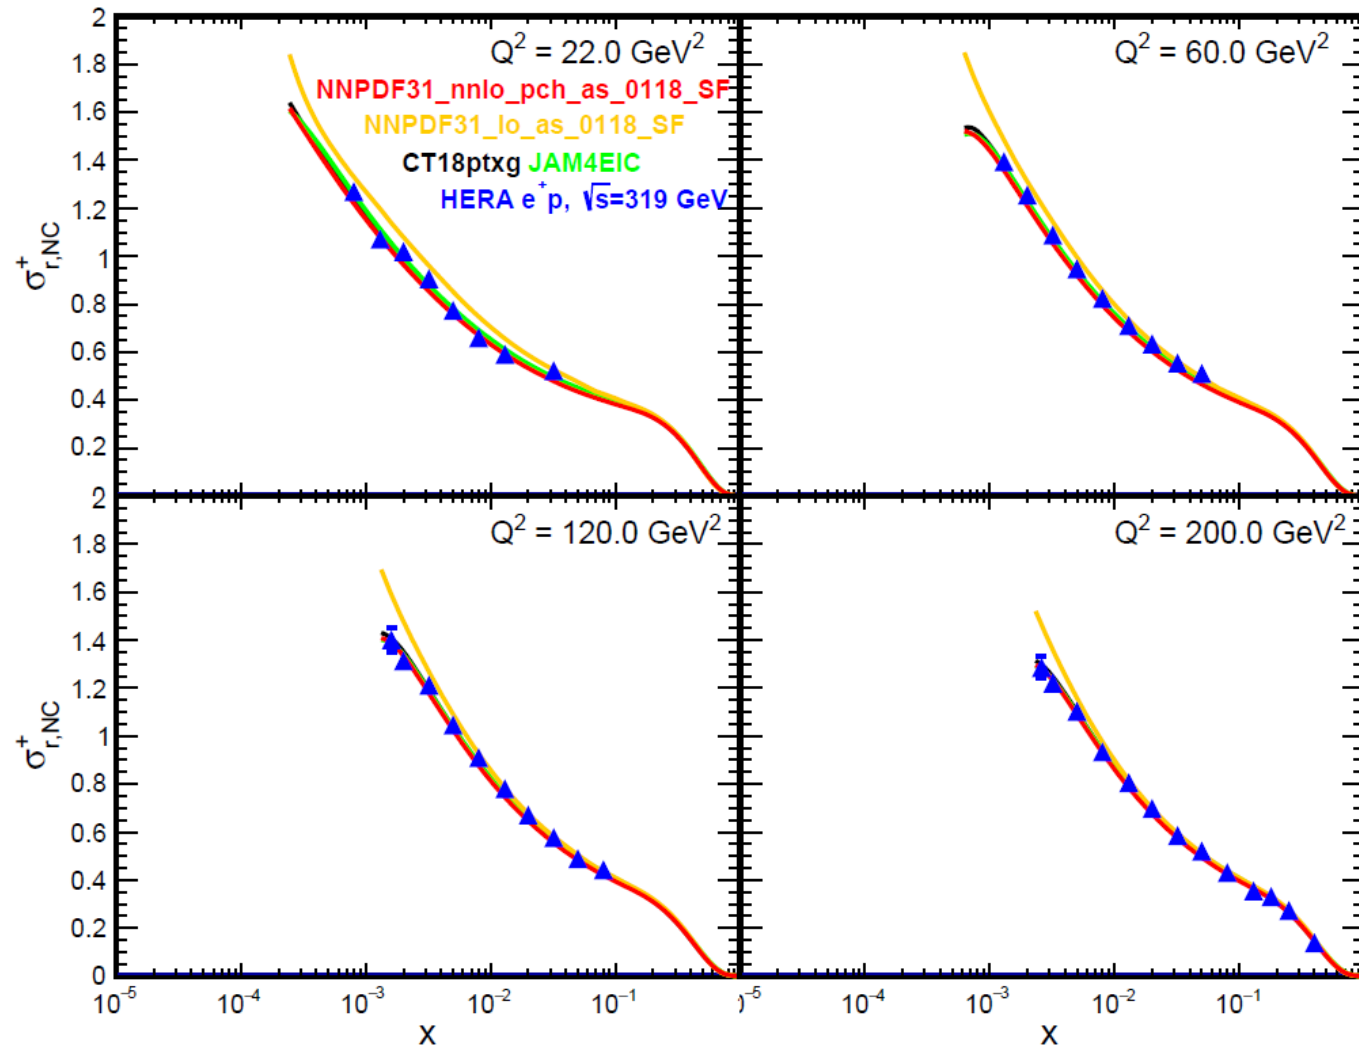 2
1.8
1.6
1.4
1.2
1
0.8
0.6
0.4
0.2
σ⁺r,NC
Q² = 22.0 GeV²
NNPDF31_nnlo_pch_as_0118_SF
NNPDF31_lo_as_0118_SF
CT18ptxg JAM4EIC
HERA e⁺p, √s=319 GeV
Q² = 60.0 GeV²
2
1.8
1.6
1.4
1.2
1
0.8
0.6
0.4
0.2
0
σ⁺r,NC
Q² = 120.0 GeV²
10⁻⁵ 10⁻⁴ 10⁻³ 10⁻² 10⁻¹
x
Q² = 200.0 GeV²
⁻⁵ 10⁻⁴ 10⁻³ 10⁻² 10⁻¹
x